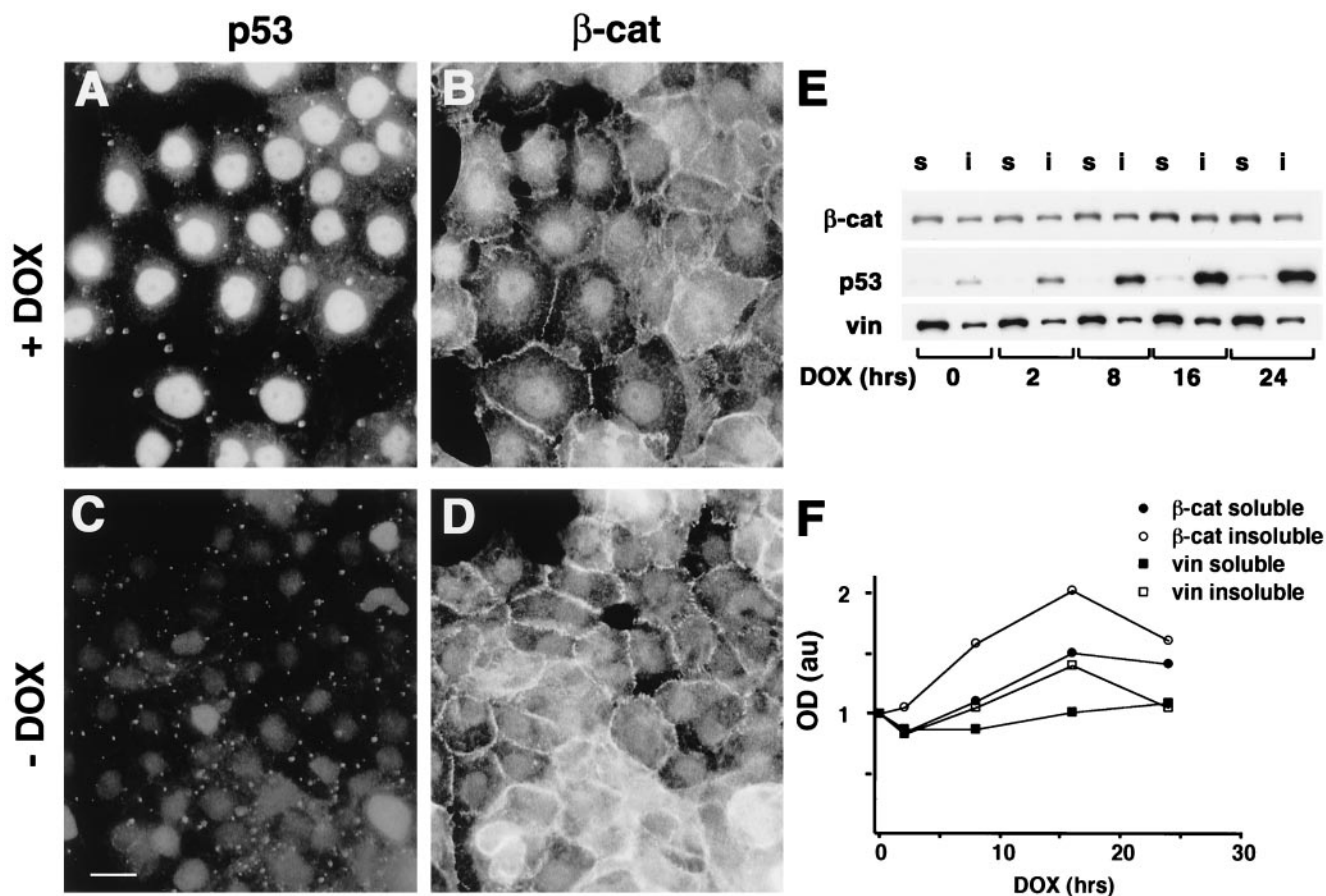 p53
β-cat
A
B
+ DOX
C
D
- DOX
E
s i s i s i s i s i
β-cat
p53
vin
DOX (hrs) 0 2 8 16 24
F
β-cat soluble
β-cat insoluble
vin soluble
vin insoluble
2
1
OD (au)
0 10 20 30
DOX (hrs)